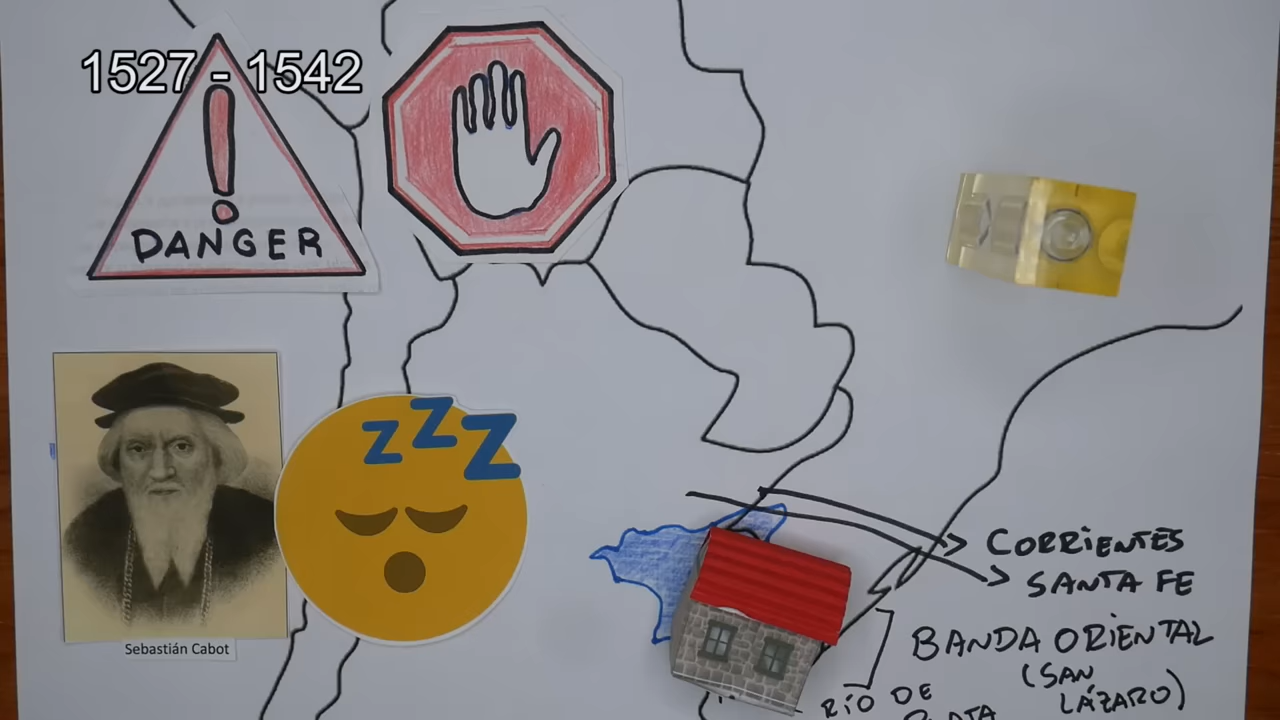 1527 - 1542
DANGER
z z z
Sebastián Cabot
CORRIENTES
SANTA FE
BANDA ORIENTAL
(SAN
LÁZARO)
RÍO DE